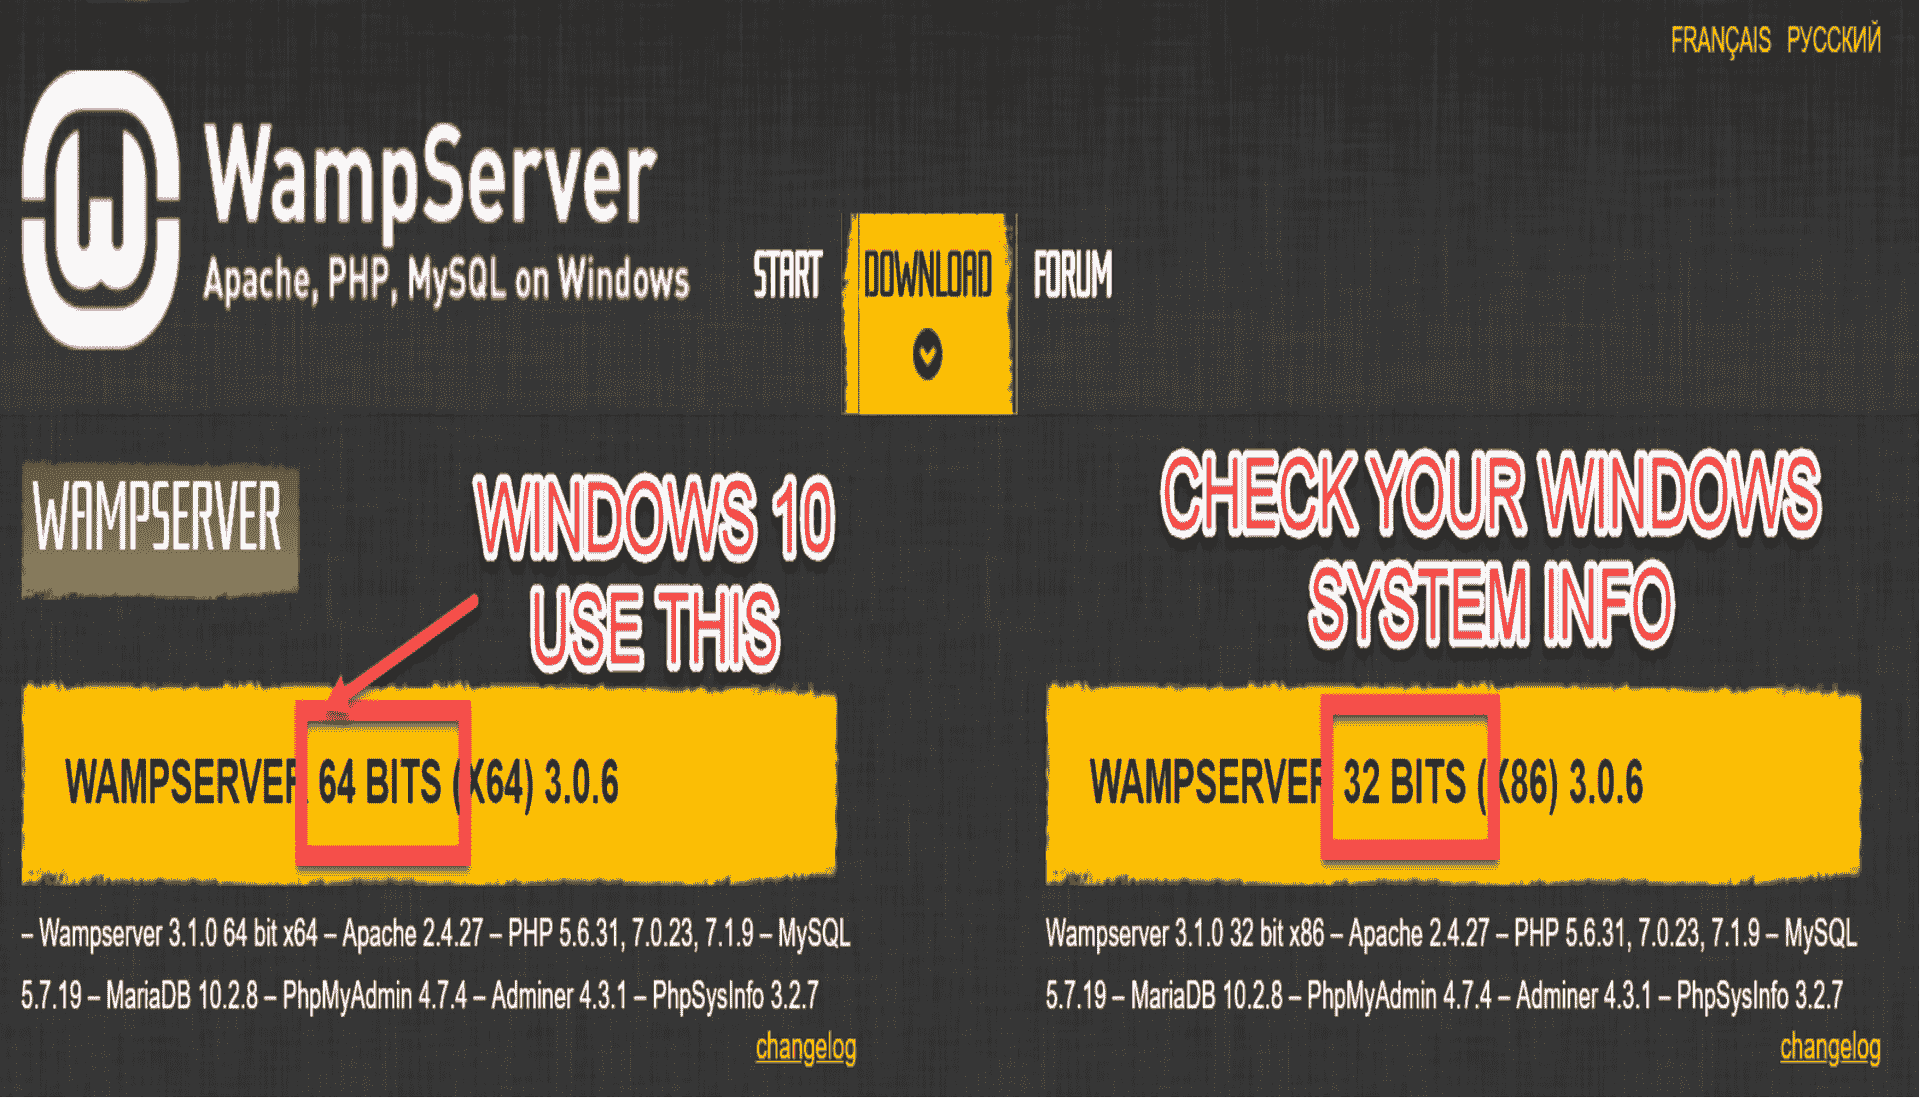 FRANÇAIS РУССКИЙ
W
WampServer
Apache, PHP, MySQL on Windows
START DOWNLOAD FORUM
WAMPSERVER
WINDOWS 10
USE THIS
WAMPSERVER 64 BITS (X64) 3.0.6
– Wampserver 3.1.0 64 bit x64 – Apache 2.4.27 – PHP 5.6.31, 7.0.23, 7.1.9 – MySQL
5.7.19 – MariaDB 10.2.8 – PhpMyAdmin 4.7.4 – Adminer 4.3.1 – PhpSysInfo 3.2.7
changelog
CHECK YOUR WINDOWS
SYSTEM INFO
WAMPSERVER 32 BITS (X86) 3.0.6
Wampserver 3.1.0 32 bit x86 – Apache 2.4.27 – PHP 5.6.31, 7.0.23, 7.1.9 – MySQL
5.7.19 – MariaDB 10.2.8 – PhpMyAdmin 4.7.4 – Adminer 4.3.1 – PhpSysInfo 3.2.7
changelog